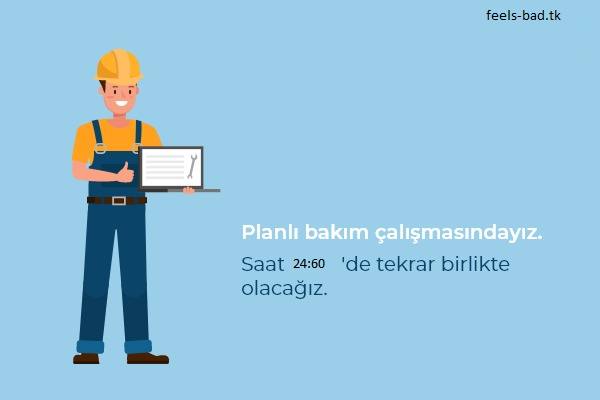 feels-bad.tk
Planlı bakım çalışmasındayız.
Saat 24:60 'de tekrar birlikte
olacağız.